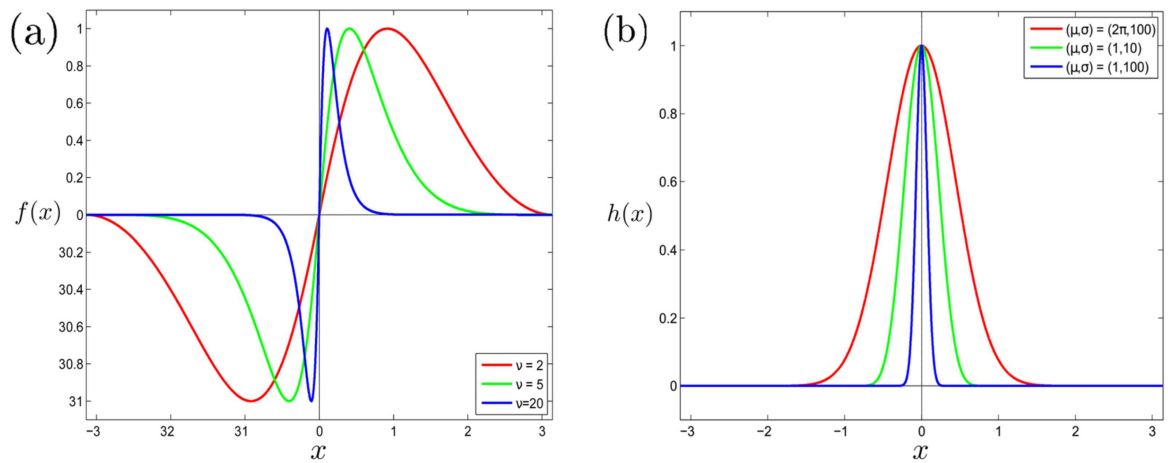 (a)
1
0.8
0.6
0.4
0.2
f(x) 0
30.2
30.4
30.6
30.8
31
−3 32 31 0 1 2 3
x
ν = 2
ν = 5
ν=20
(b)
(μ,σ) = (2π,100)
(μ,σ) = (1,10)
(μ,σ) = (1,100)
1
0.8
0.6
h(x)
0.4
0.2
0
−3 −2 −1 0 1 2 3
x